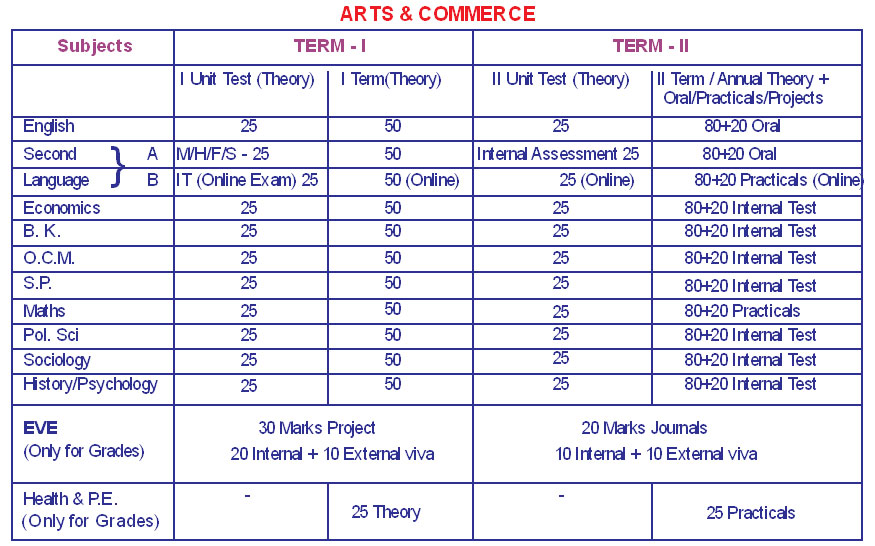 ARTS & COMMERCE
Subjects TERM - I TERM - II
I Unit Test (Theory) I Term(Theory) II Unit Test (Theory) II Term / Annual Theory +
Oral/Practicals/Projects
English 25 50 25 80+20 Oral
Second A M/H/F/S - 25 50 Internal Assessment 25 80+20 Oral
Language B IT (Online Exam) 25 50 (Online) 25 (Online) 80+20 Practicals (Online)
Economics 25 50 25 80+20 Internal Test
B. K. 25 50 25 80+20 Internal Test
O.C.M. 25 50 25 80+20 Internal Test
S.P. 25 50 25 80+20 Internal Test
Maths 25 50 25 80+20 Practicals
Pol. Sci 25 50 25 80+20 Internal Test
Sociology 25 50 25 80+20 Internal Test
History/Psychology 25 50 25 80+20 Internal Test
EVE 30 Marks Project 20 Marks Journals
(Only for Grades) 20 Internal + 10 External viva 10 Internal + 10 External viva
Health & P.E. - -
(Only for Grades) 25 Theory 25 Practicals